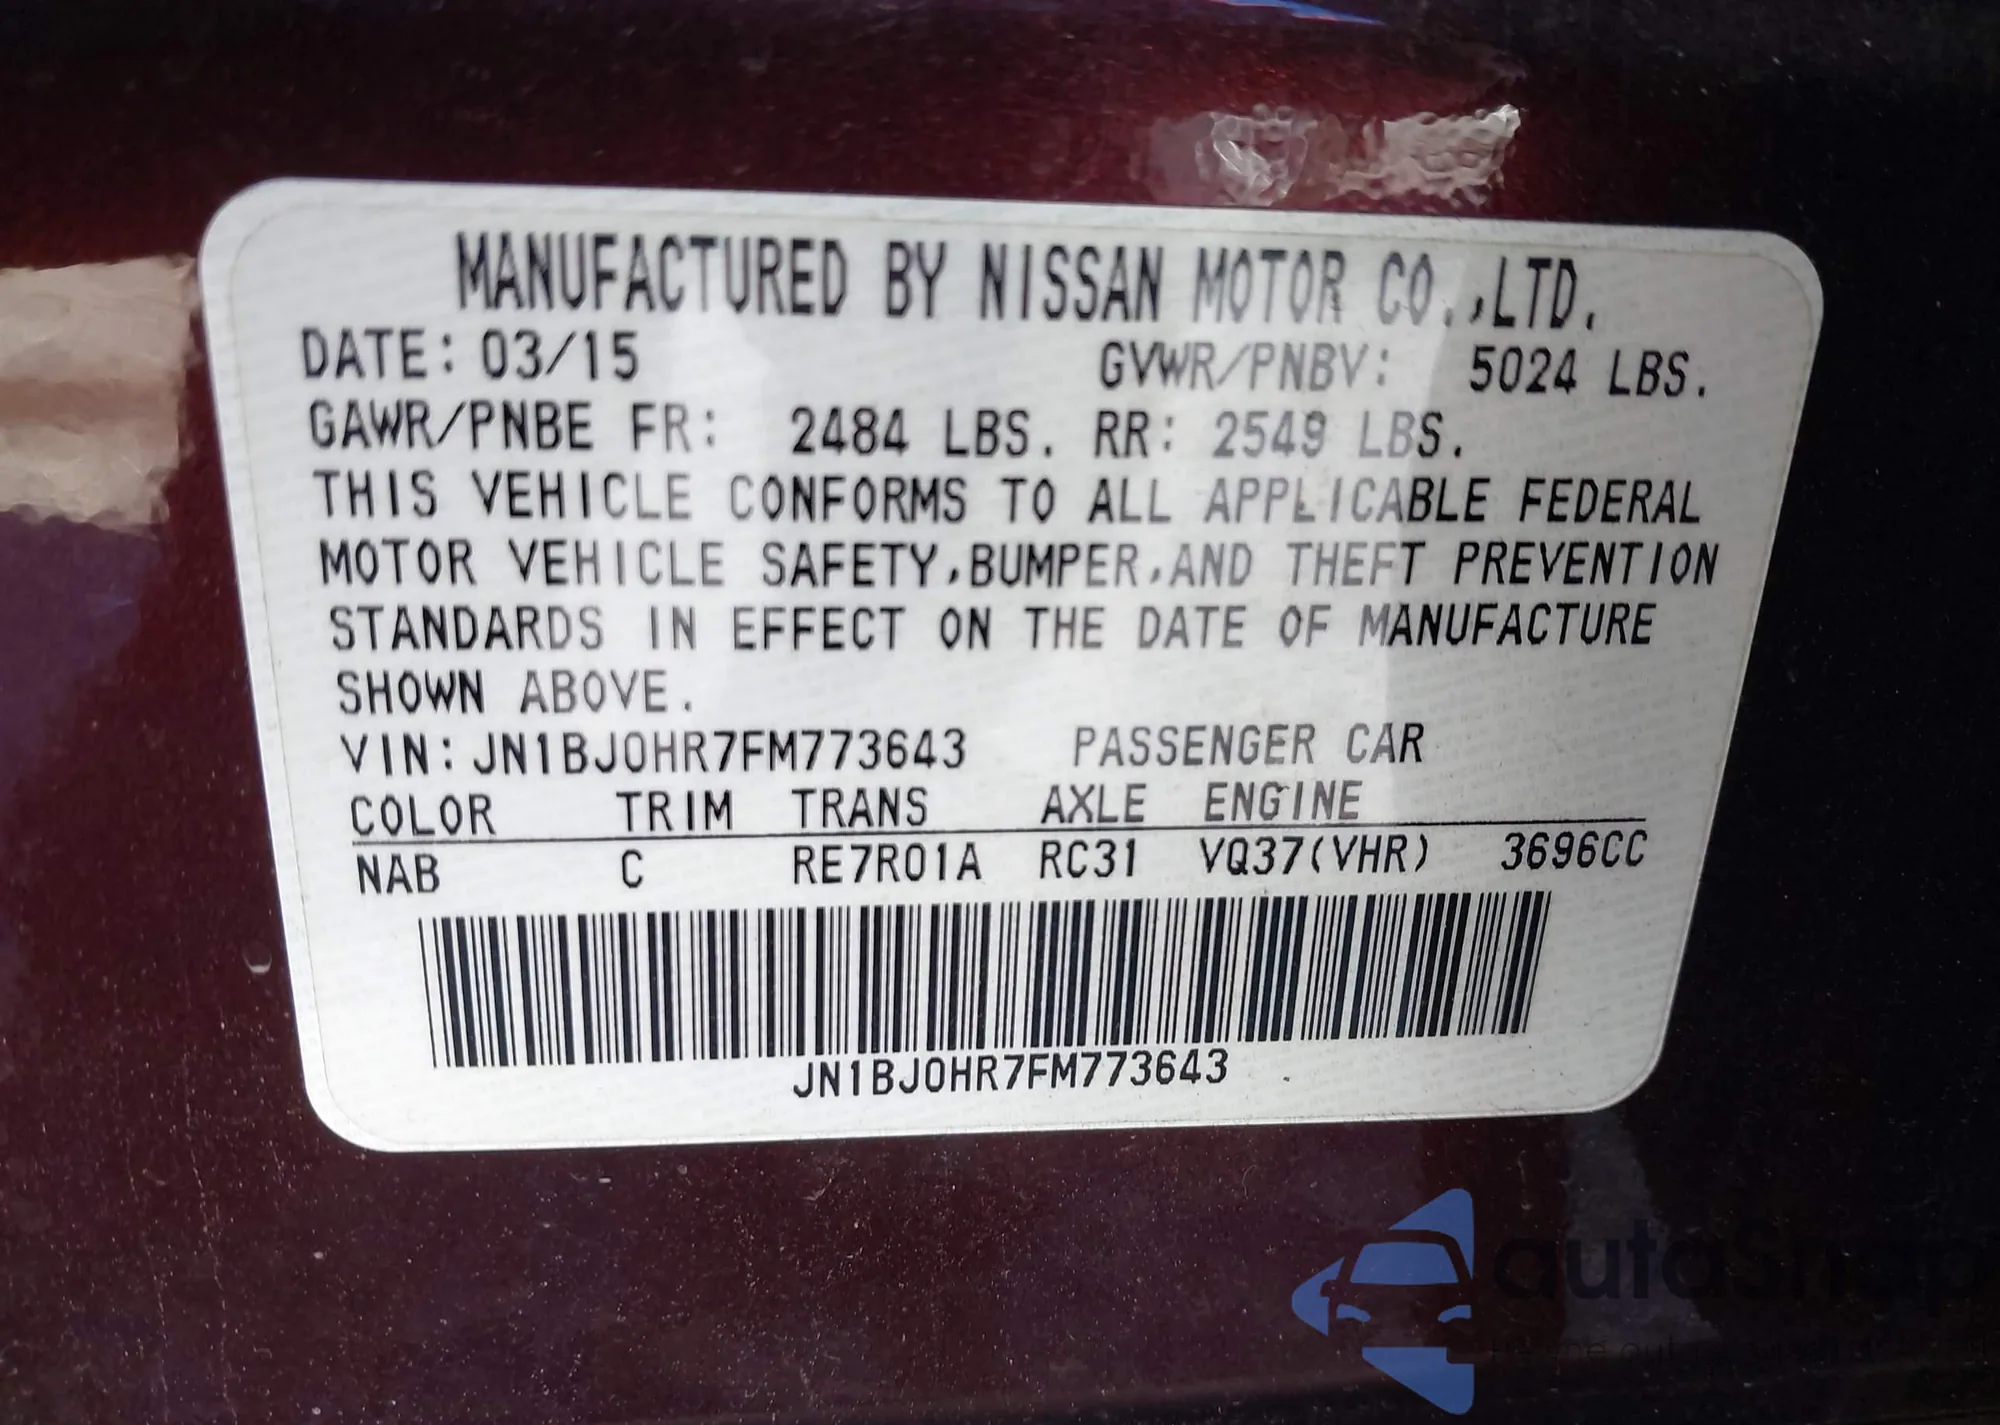 MANUFACTURED BY NISSAN MOTOR CO.,LTD.
DATE: 03/15 GVWR/PNBV: 5024 LBS.
GAWR/PNBE FR: 2484 LBS. RR: 2549 LBS.
THIS VEHICLE CONFORMS TO ALL APPLICABLE FEDERAL
MOTOR VEHICLE SAFETY,BUMPER,AND THEFT PREVENTION
STANDARDS IN EFFECT ON THE DATE OF MANUFACTURE
SHOWN ABOVE.
VIN:JN1BJ0HR7FM773643 PASSENGER CAR
COLOR TRIM TRANS AXLE ENGINE
NAB C RE7R01A RC31 VQ37(VHR) 3696CC
JN1BJ0HR7FM773643
autoSnap